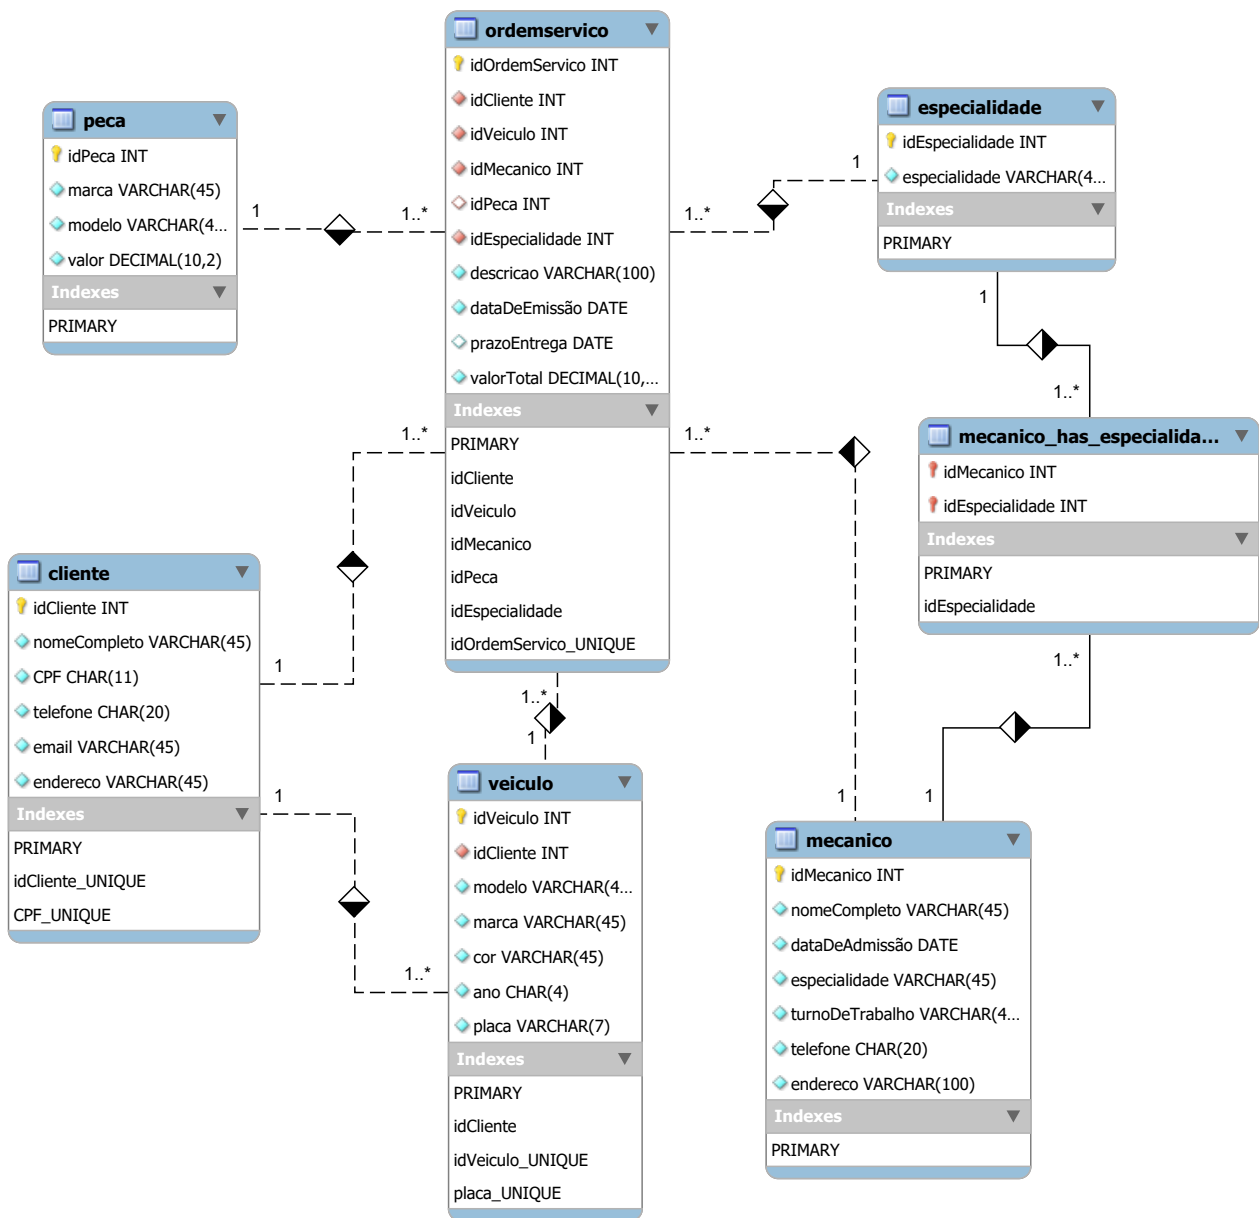 ordemservico
idOrdemServico INT
idCliente INT
idVeiculo INT
idMecanico INT
idPeca INT
idEspecialidade INT
descricao VARCHAR(100)
dataDeEmissão DATE
prazoEntrega DATE
valorTotal DECIMAL(10,...
Indexes
PRIMARY
idCliente
idVeiculo
idMecanico
idPeca
idEspecialidade
idOrdemServico_UNIQUE
peca
idPeca INT
marca VARCHAR(45)
modelo VARCHAR(4...
valor DECIMAL(10,2)
Indexes
PRIMARY
1
1..*
especialidade
idEspecialidade INT
especialidade VARCHAR(4...
Indexes
PRIMARY
1
1..*
1
1..*
mecanico_has_especialida...
idMecanico INT
idEspecialidade INT
Indexes
PRIMARY
idEspecialidade
1..*
1
1..*
1
cliente
idCliente INT
nomeCompleto VARCHAR(45)
CPF CHAR(11)
telefone CHAR(20)
email VARCHAR(45)
endereco VARCHAR(45)
Indexes
PRIMARY
idCliente_UNIQUE
CPF_UNIQUE
1..*
1
1
1..*
1..*
1
veiculo
idVeiculo INT
idCliente INT
modelo VARCHAR(4...
marca VARCHAR(45)
cor VARCHAR(45)
ano CHAR(4)
placa VARCHAR(7)
Indexes
PRIMARY
idCliente
idVeiculo_UNIQUE
placa_UNIQUE
mecanico
idMecanico INT
nomeCompleto VARCHAR(45)
dataDeAdmissão DATE
especialidade VARCHAR(45)
turnoDeTrabalho VARCHAR(4...
telefone CHAR(20)
endereco VARCHAR(100)
Indexes
PRIMARY